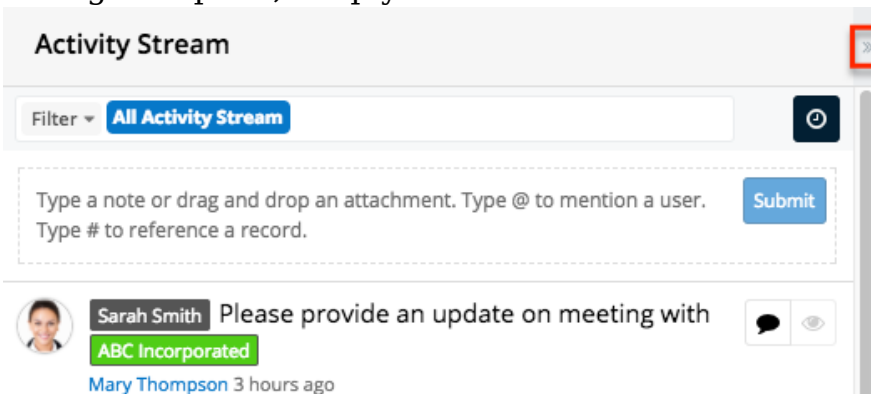 Activity Stream
»
Filter All Activity Stream
Type a note or drag and drop an attachment. Type @ to mention a user. Submit
Type # to reference a record.
Sarah Smith Please provide an update on meeting with
ABC Incorporated
Mary Thompson 3 hours ago